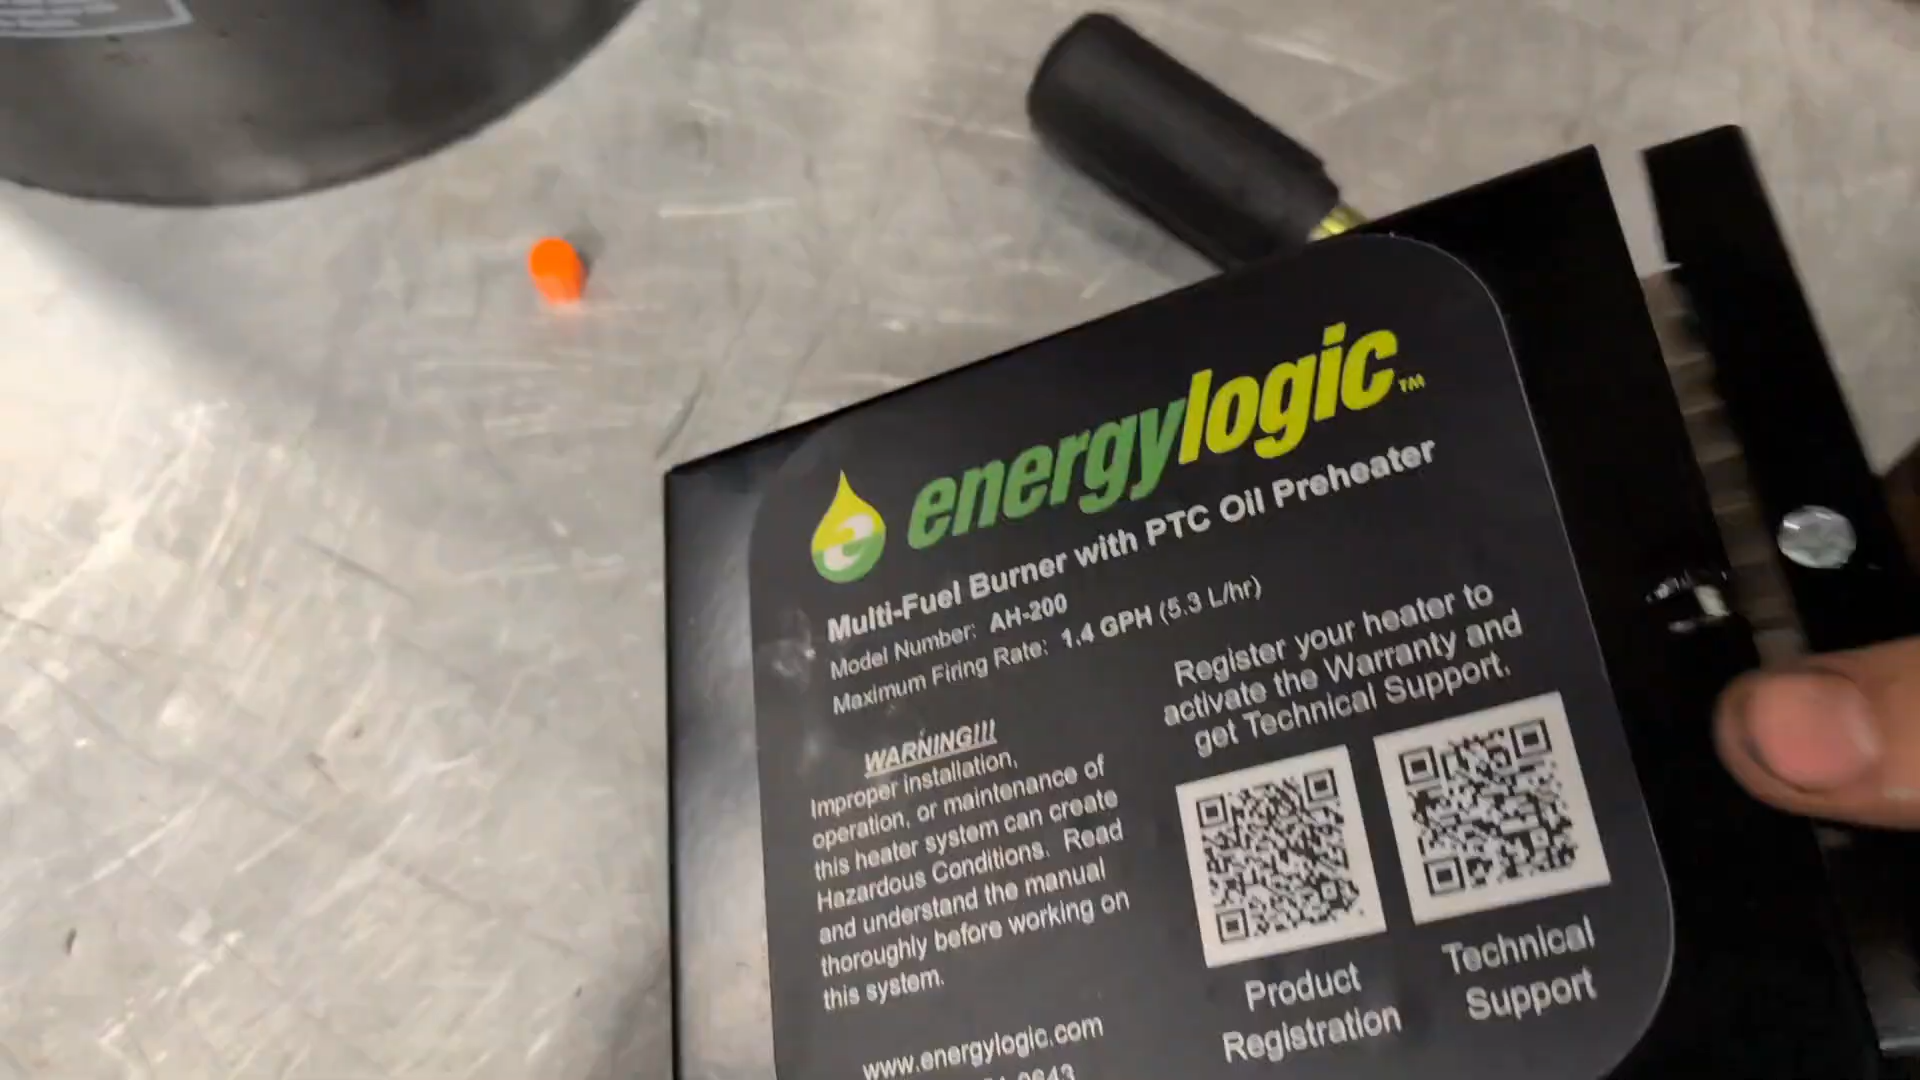 energylogic™
Multi-Fuel Burner with PTC Oil Preheater
Model Number: AH-200
Maximum Firing Rate: 1.4 GPH (5.3 L/hr)
WARNING!!!
Improper installation,
operation, or maintenance of
this heater system can create
Hazardous Conditions. Read
and understand the manual
thoroughly before working on
this system.
www.energylogic.com
Register your heater to
activate the Warranty and
get Technical Support.
Product
Registration
Technical
Support